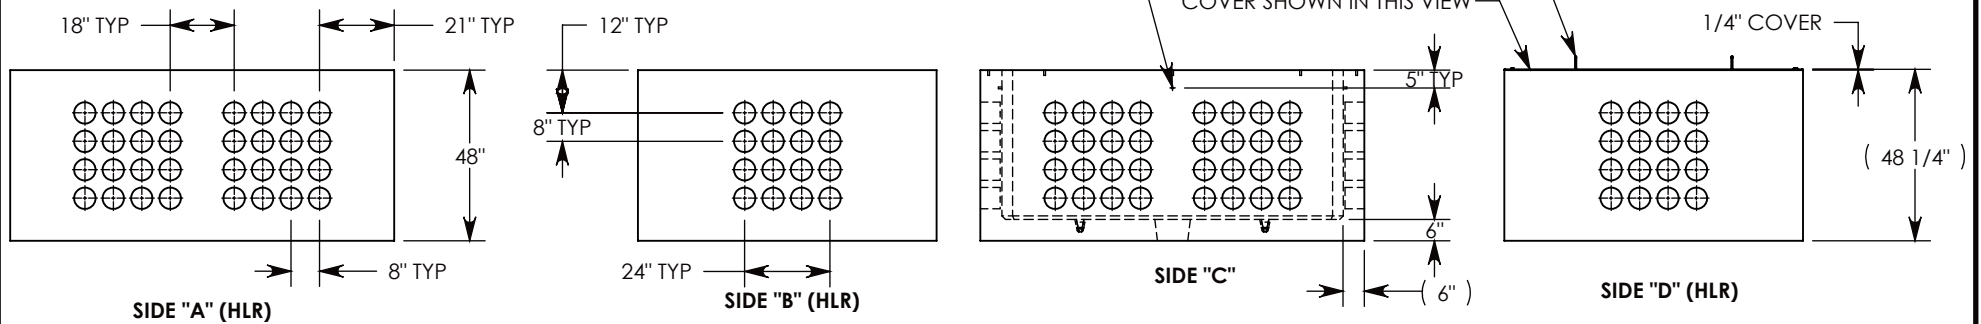 COVER SHOWN IN THIS VIEW
18" TYP
21" TYP
12" TYP
1/4" COVER
5" TYP
8" TYP
48"
( 48 1/4" )
6"
8" TYP
24" TYP
( 6" )
SIDE "A" (HLR)
SIDE "B" (HLR)
SIDE "C"
SIDE "D" (HLR)